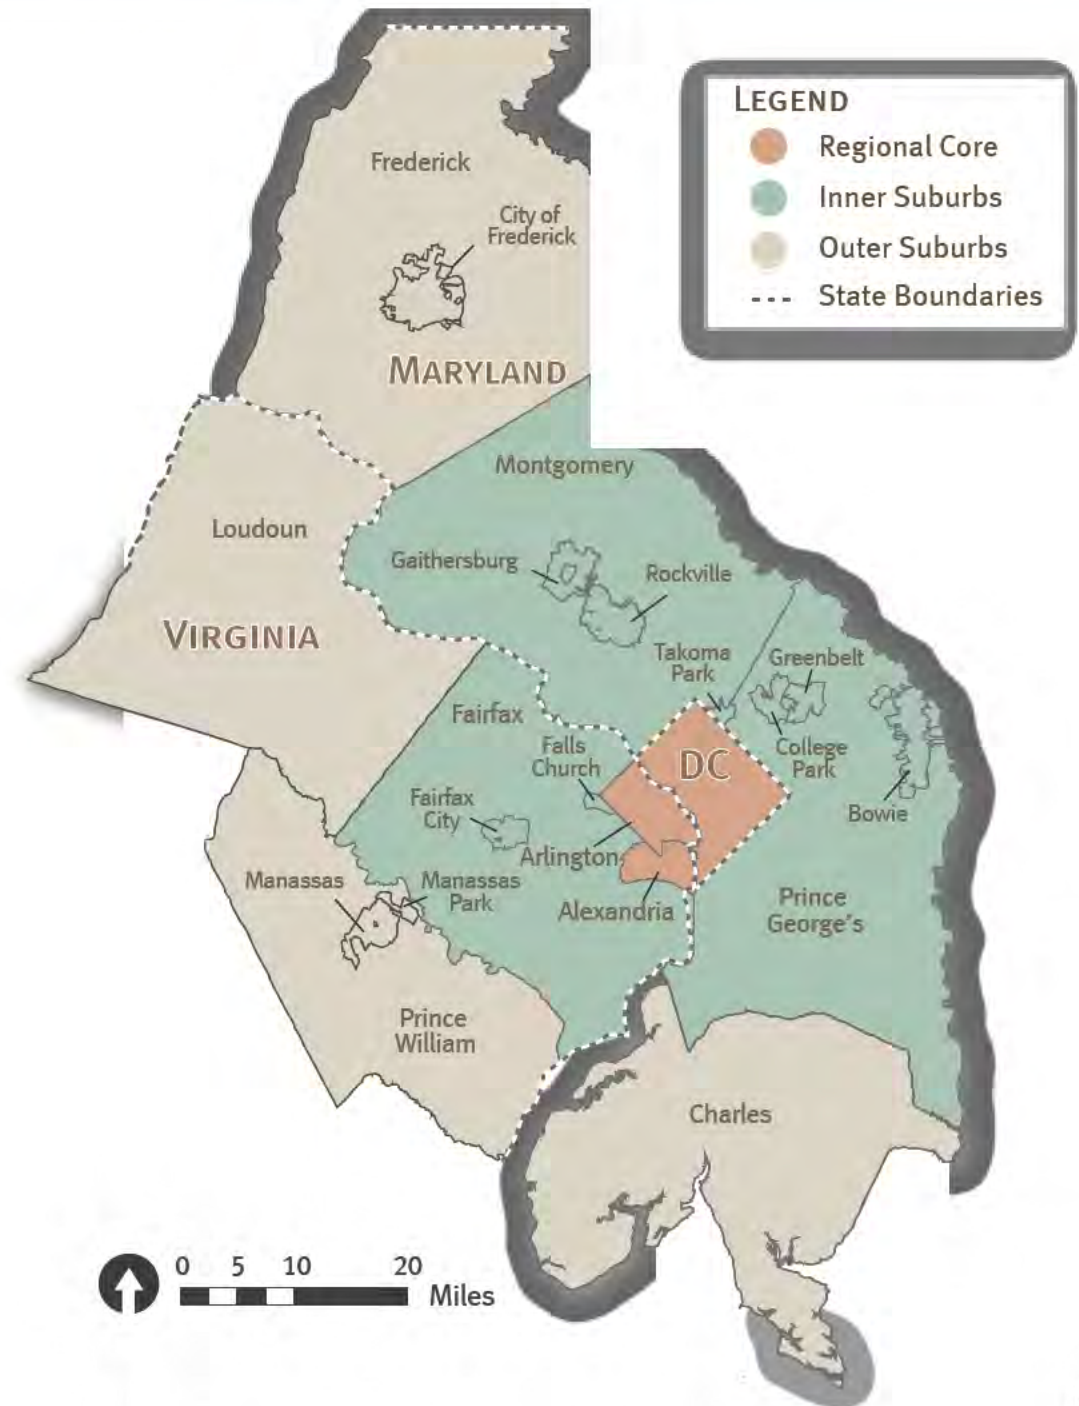 LEGEND
Regional Core
Inner Suburbs
Outer Suburbs
State Boundaries
Frederick
City of
Frederick
MARYLAND
Montgomery
Loudoun
Gaithersburg
Rockville
VIRGINIA
Takoma
Park
Greenbelt
Fairfax
Falls
Church
DC
College
Park
Fairfax
City
Bowie
Arlington
Manassas
Manassas
Park
Alexandria
Prince
George's
Prince
William
Charles
0 5 10 20
Miles